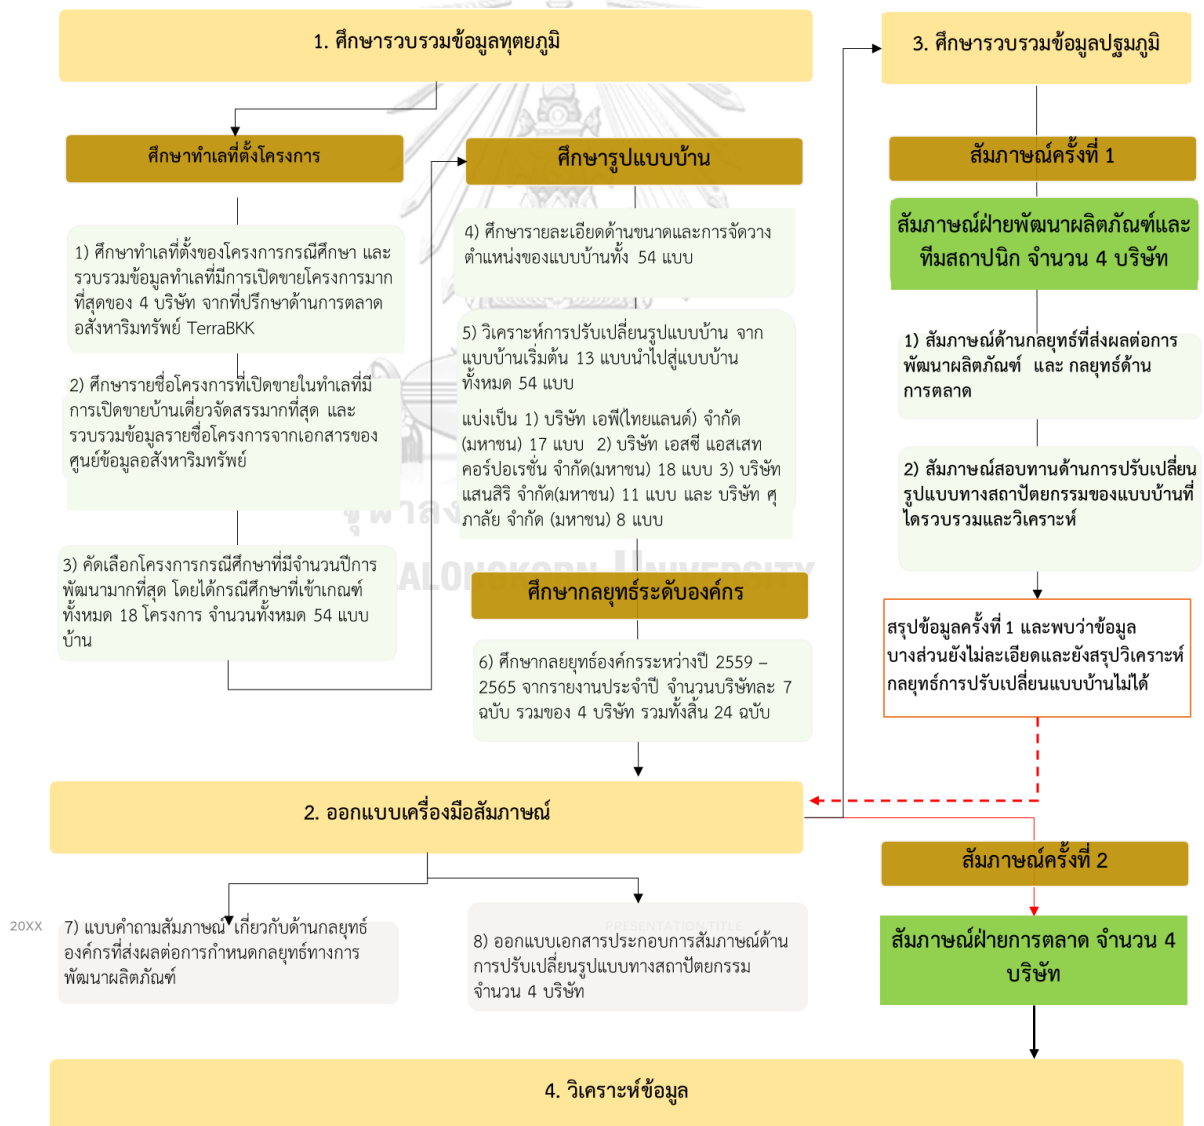 1. ศึกษารวบรวมข้อมูลทุตยภูมิ
ศึกษาทำเลที่ตั้งโครงการ
1) ศึกษาทำเลที่ตั้งของโครงการกรณีศึกษา และ
รวบรวมข้อมูลทำเลที่มีการเปิดขายโครงการมาก
ที่สุดของ 4 บริษัท จากที่ปรึกษาด้านการตลาด
อสังหาริมทรัพย์ TerraBKK
2) ศึกษารายชื่อโครงการที่เปิดขายในทำเลที่มี
การเปิดขายบ้านเดี่ยวจัดสรรมากที่สุด และ
รวบรวมข้อมูลรายชื่อโครงการจากเอกสารของ
ศูนย์ข้อมูลอสังหาริมทรัพย์
3) คัดเลือกโครงการกรณีศึกษาที่มีจำนวนปีการ
พัฒนามากที่สุด โดยได้กรณีศึกษาที่เข้าเกณฑ์
ทั้งหมด 18 โครงการ จำนวนทั้งหมด 54 แบบ
บ้าน
ศึกษารูปแบบบ้าน
4) ศึกษารายละเอียดด้านขนาดและการจัดวาง
ตำแหน่งของแบบบ้านทั้ง 54 แบบ
5) วิเคราะห์การปรับเปลี่ยนรูปแบบบ้าน จาก
แบบบ้านเริ่มต้น 13 แบบนำไปสู่แบบบ้าน
ทั้งหมด 54 แบบ
แบ่งเป็น 1) บริษัท เอพี(ไทยแลนด์) จำกัด
(มหาชน) 17 แบบ 2) บริษัท เอสซี แอสเสท
คอร์ปอเรชั่น จำกัด(มหาชน) 18 แบบ 3) บริษัท
แสนสิริ จำกัด(มหาชน) 11 แบบ และ บริษัท ศุ
ภาลัย จำกัด (มหาชน) 8 แบบ
ALONGKORN UNIVERSITY
ศึกษากลยุทธ์ระดับองค์กร
6) ศึกษากลยยุทธ์องค์กรระหว่างปี 2559 –
2565 จากรายงานประจำปี จำนวนบริษัทละ 7
ฉบับ รวมของ 4 บริษัท รวมทั้งสิ้น 24 ฉบับ
2. ออกแบบเครื่องมือสัมภาษณ์
20XX
7) แบบคำถามสัมภาษณ์ เกี่ยวกับด้านกลยุทธ์
องค์กรที่ส่งผลต่อการกำหนดกลยุทธ์ทางการ
พัฒนาผลิตภัณฑ์
PRESENTATION TITLE
8) ออกแบบเอกสารประกอบการสัมภาษณ์ด้าน
การปรับเปลี่ยนรูปแบบทางสถาปัตยกรรม
จำนวน 4 บริษัท
3. ศึกษารวบรวมข้อมูลปฐมภูมิ
สัมภาษณ์ครั้งที่ 1
สัมภาษณ์ฝ่ายพัฒนาผลิตภัณฑ์และ
ทีมสถาปนิก จำนวน 4 บริษัท
1) สัมภาษณ์ด้านกลยุทธ์ที่ส่งผลต่อการ
พัฒนาผลิตภัณฑ์ และ กลยุทธ์ด้าน
การตลาด
2) สัมภาษณ์สอบทานด้านการปรับเปลี่ยน
รูปแบบทางสถาปัตยกรรมของแบบบ้านที่
ได้รวบรวมและวิเคราะห์
สรุปข้อมูลครั้งที่ 1 และพบว่าข้อมูล
บางส่วนยังไม่ละเอียดและยังสรุปวิเคราะห์
กลยุทธ์การปรับเปลี่ยนแบบบ้านไม่ได้
สัมภาษณ์ครั้งที่ 2
สัมภาษณ์ฝ่ายการตลาด จำนวน 4
บริษัท
4. วิเคราะห์ข้อมูล